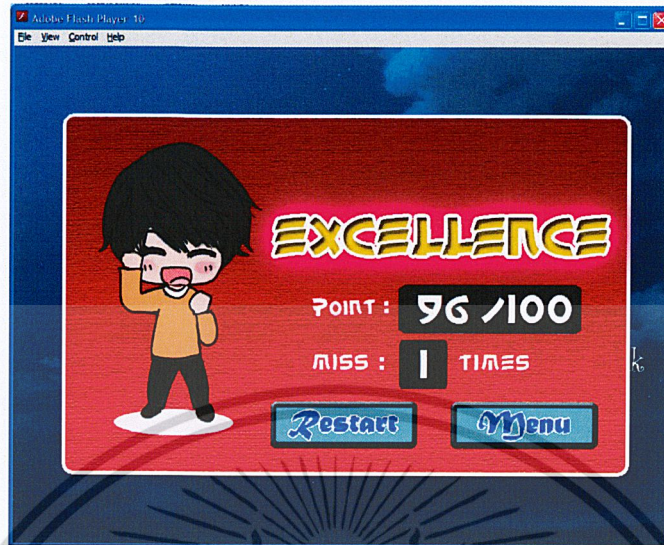 Adobe Flash Player 10
File View Control Help
EXCELLENCE
POINT : 96 /100
MISS : 1 TIMES
k
Restart Menu